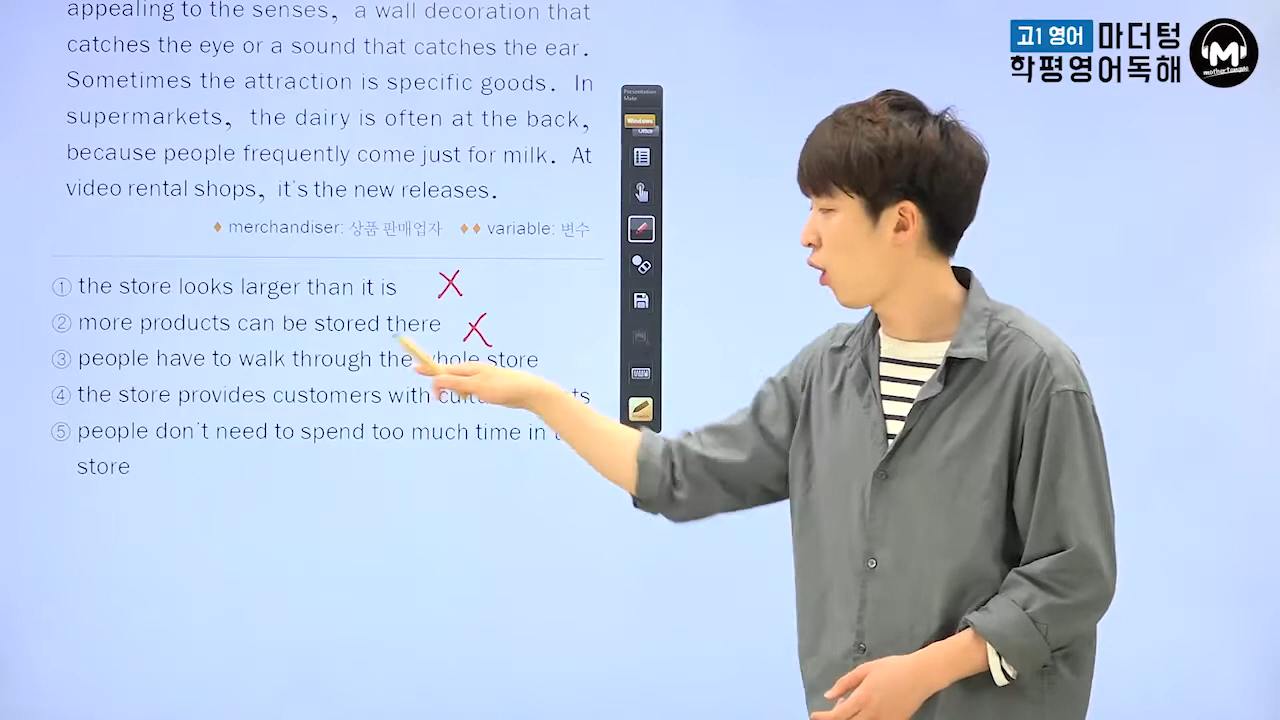 appealing to the senses, a wall decoration that
catches the eye or a sound that catches the ear.
Sometimes the attraction is specific goods. In
supermarkets, the dairy is often at the back,
because people frequently come just for milk. At
video rental shops, it's the new releases.
♦ merchandiser: 상품 판매업자 ♦♦ variable: 변수
① the store looks larger than it is X
② more products can be stored there X
③ people have to walk through the whole store
④ the store provides customers with
⑤ people don't need to spend too much time in
store
고1 영어 마더텅
학평영어독해
M
Presentation
Mate
Windows
Office